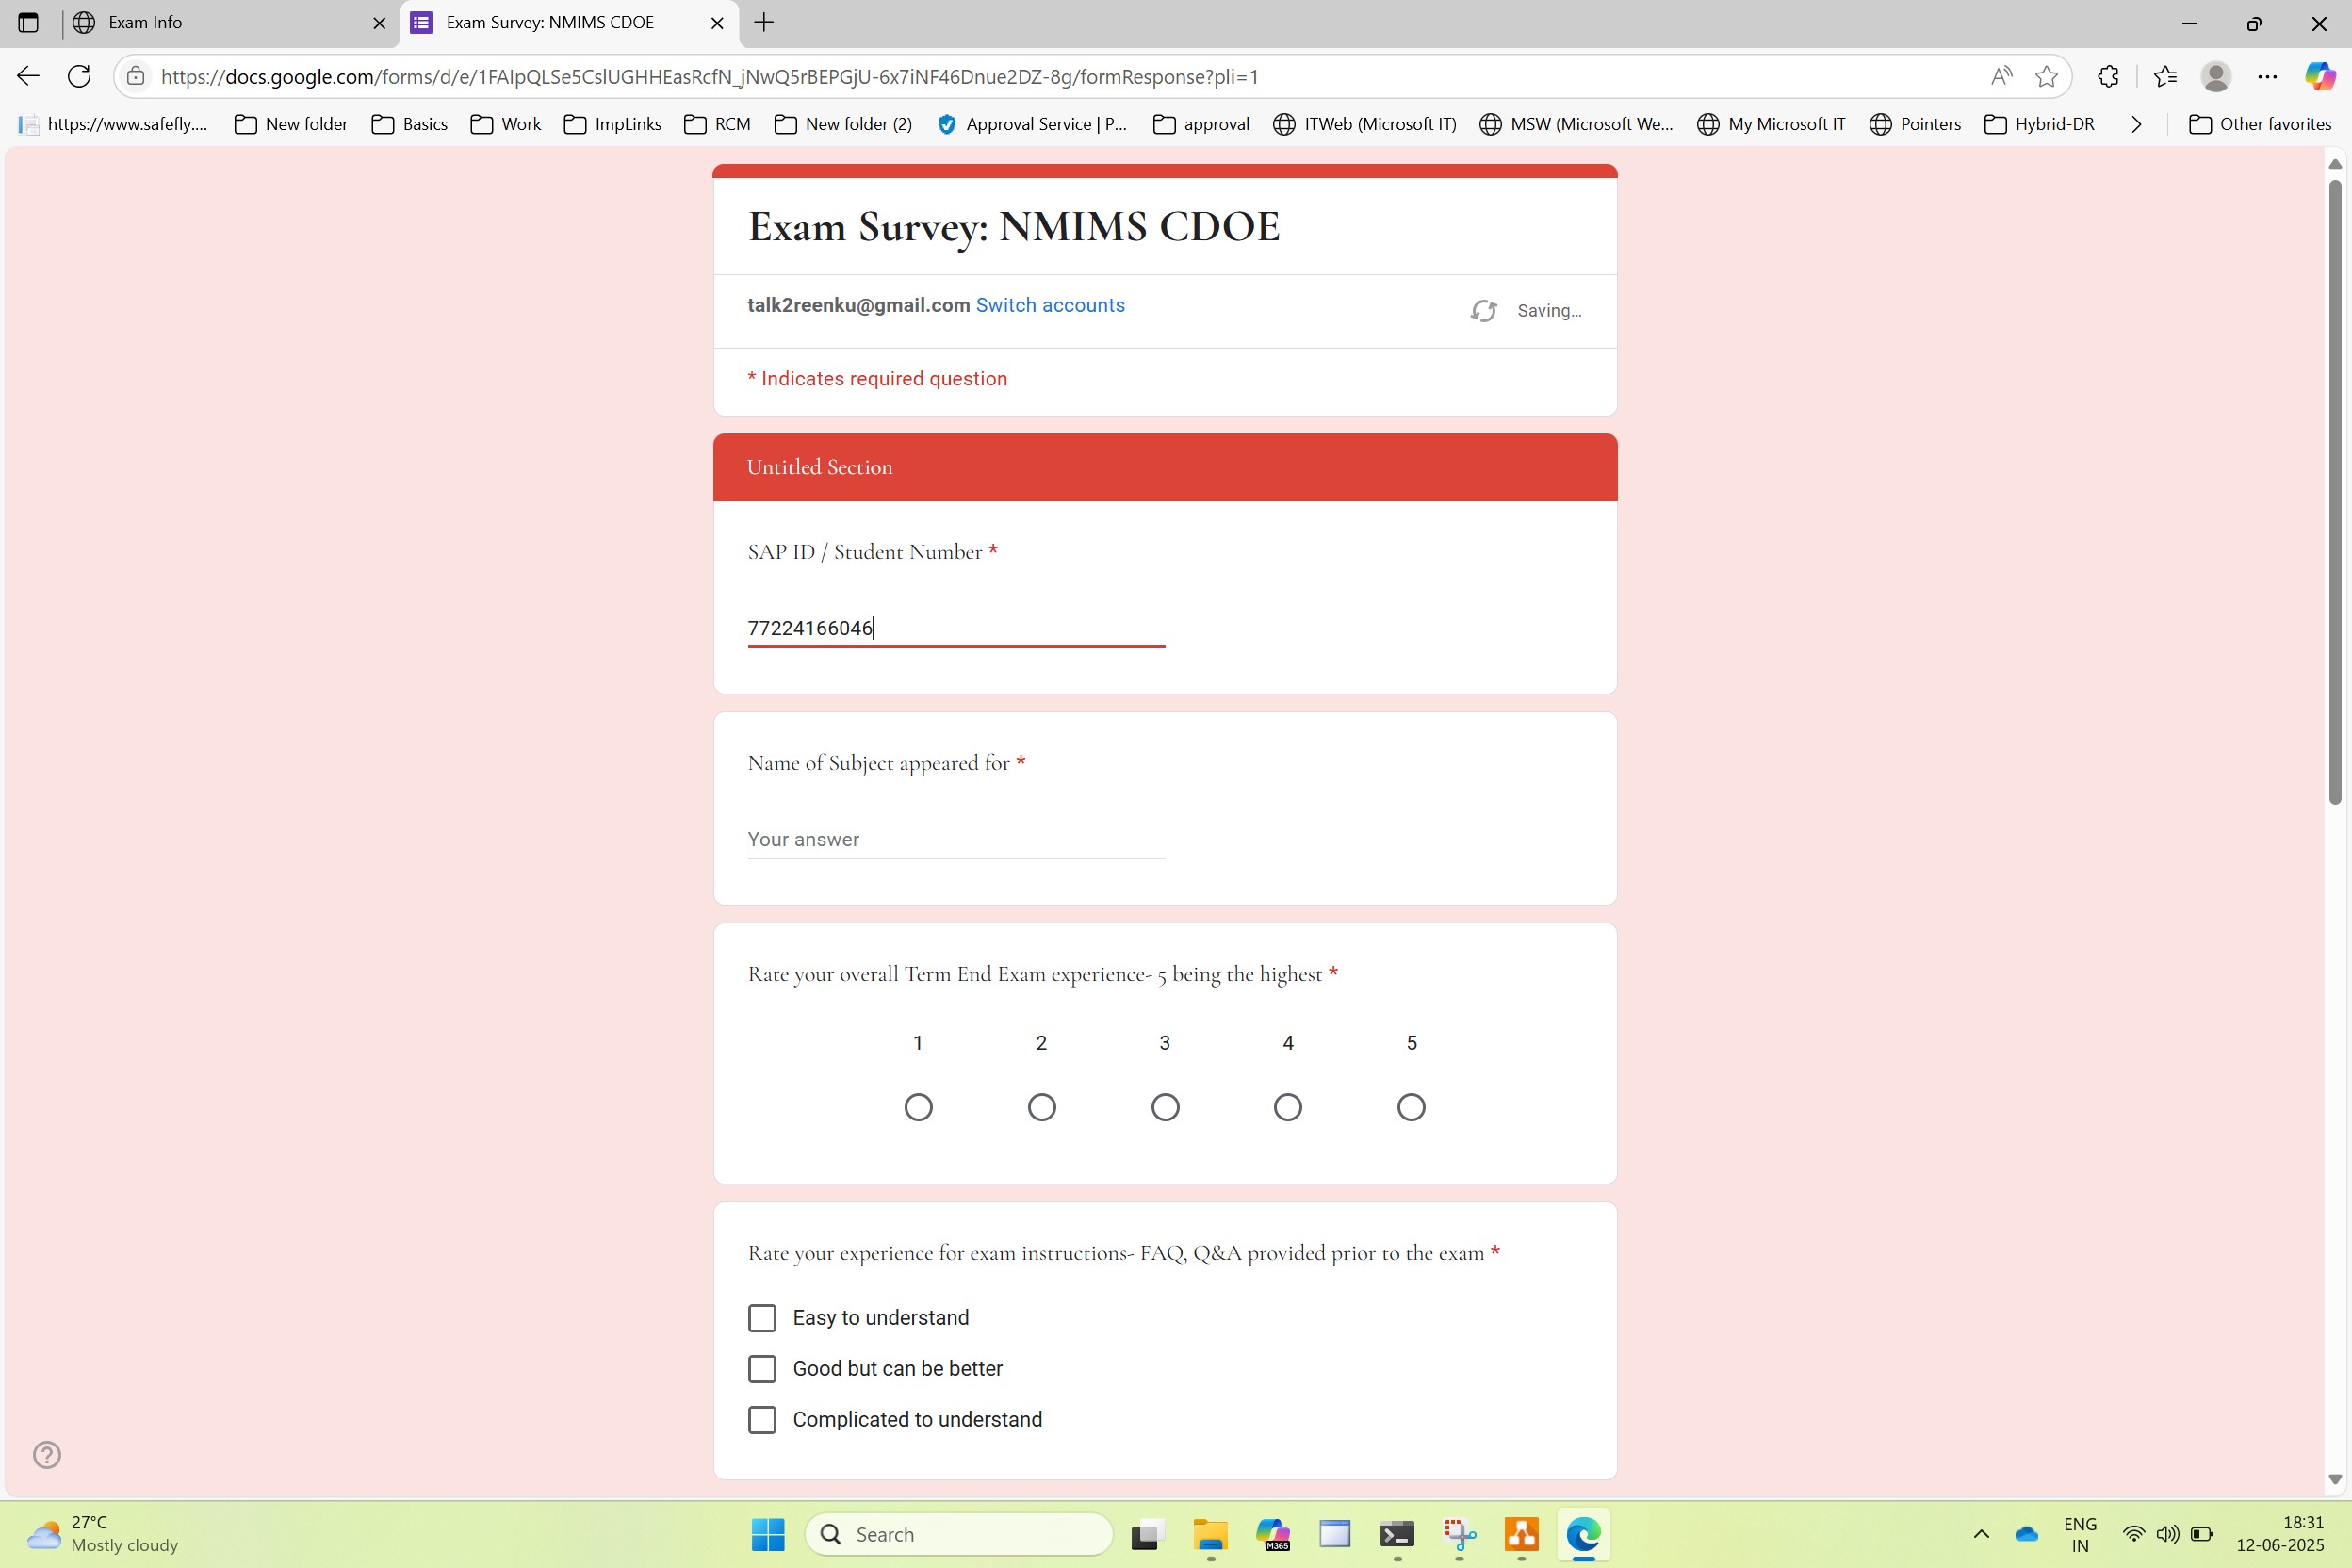 Exam Info
Exam Survey: NMIMS CDOE
https://docs.google.com/forms/d/e/1FAIpQLSe5CslUGHHEasRcfN_jNwQ5rBEPGjU-6x7iNF46Dnue2DZ-8g/formResponse?pli=1
https://www.safefly.... New folder Basics Work ImpLinks RCM New folder (2) Approval Service | P... approval ITWeb (Microsoft IT) MSW (Microsoft We... My Microsoft IT Pointers Hybrid-DR Other favorites
Exam Survey: NMIMS CDOE
talk2reenku@gmail.com Switch accounts Saving...
* Indicates required question
Untitled Section
SAP ID / Student Number *
77224166046
Name of Subject appeared for *
Your answer
Rate your overall Term End Exam experience- 5 being the highest *
1 2 3 4 5
Rate your experience for exam instructions- FAQ, Q&A provided prior to the exam *
Easy to understand
Good but can be better
Complicated to understand
27°C
Mostly cloudy
Search
M365
ENG
IN
18:31
12-06-2025